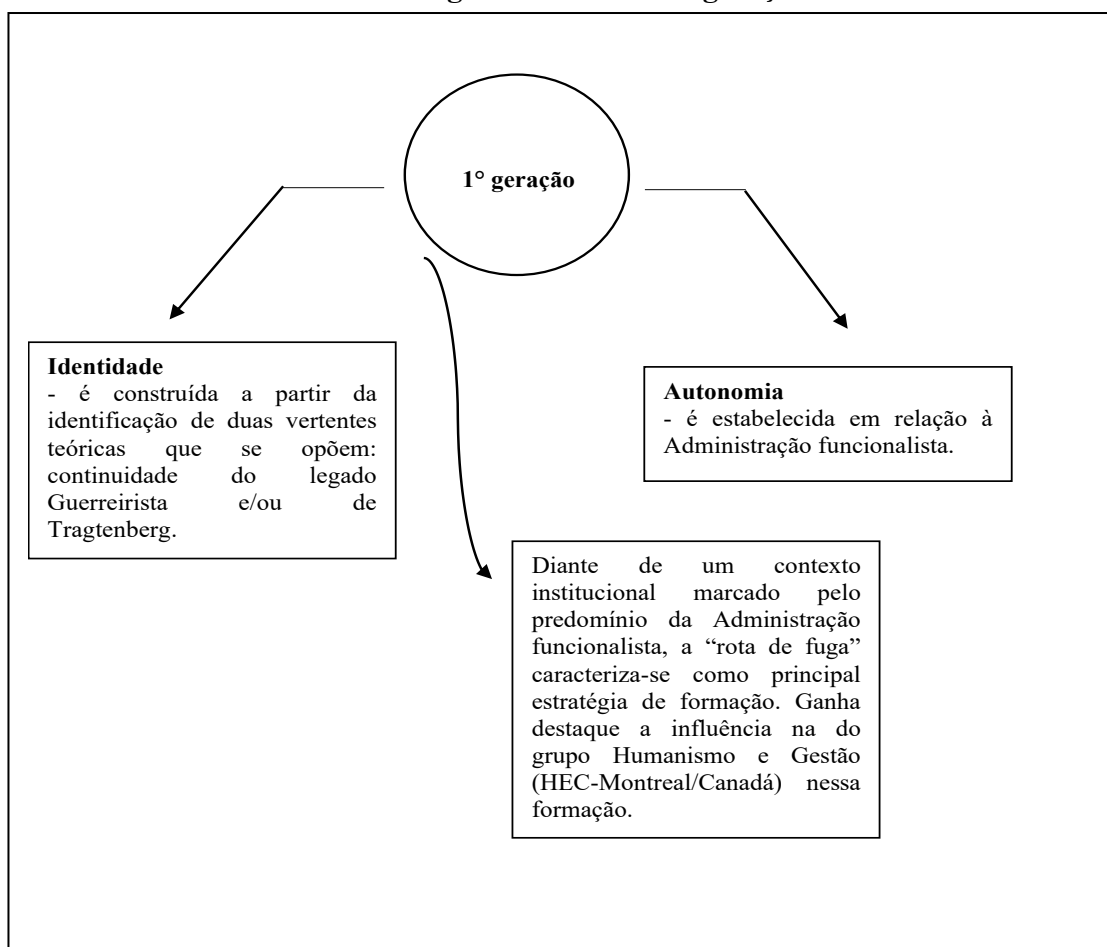 1° geração
Identidade
- é construída a partir da
identificação de duas vertentes
teóricas que se opõem:
continuidade do legado
Guerreirista e/ou de
Tragtenberg.
Autonomia
- é estabelecida em relação à
Administração funcionalista.
Diante de um contexto
institucional marcado pelo
predomínio da Administração
funcionalista, a “rota de fuga”
caracteriza-se como principal
estratégia de formação. Ganha
destaque a influência na do
grupo Humanismo e Gestão
(HEC-Montreal/Canadá) nessa
formação.